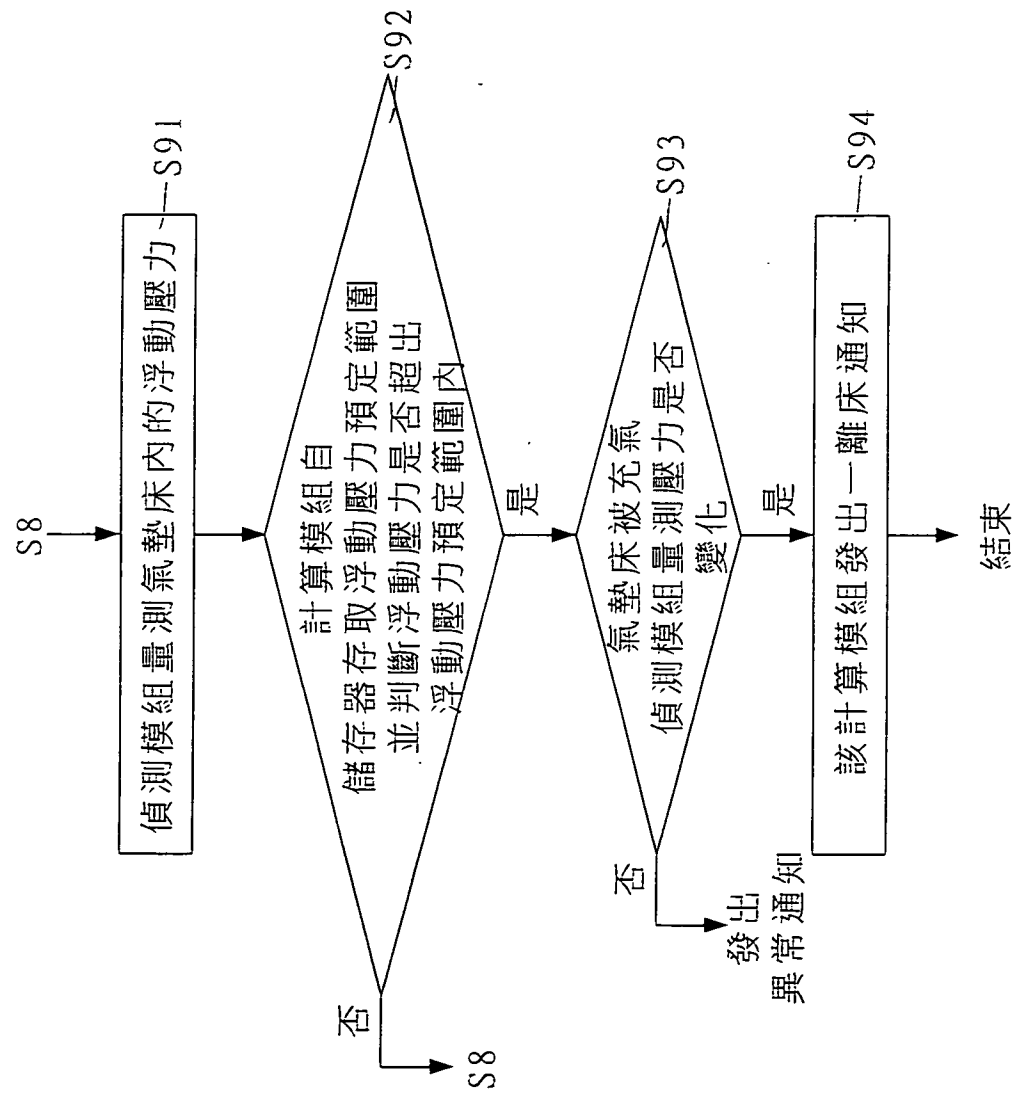 S8
偵測模組量測氣墊床內的浮動壓力
S91
計算模組自
儲存器存取浮動壓力預定範圍
並判斷浮動壓力是否超出
浮動壓力預定範圍內
S92
否
S8
是
氣墊床被充氣
偵測模組量測壓力是否
變化
S93
否
發出
異常通知
是
該計算模組發出一離床通知
S94
結束